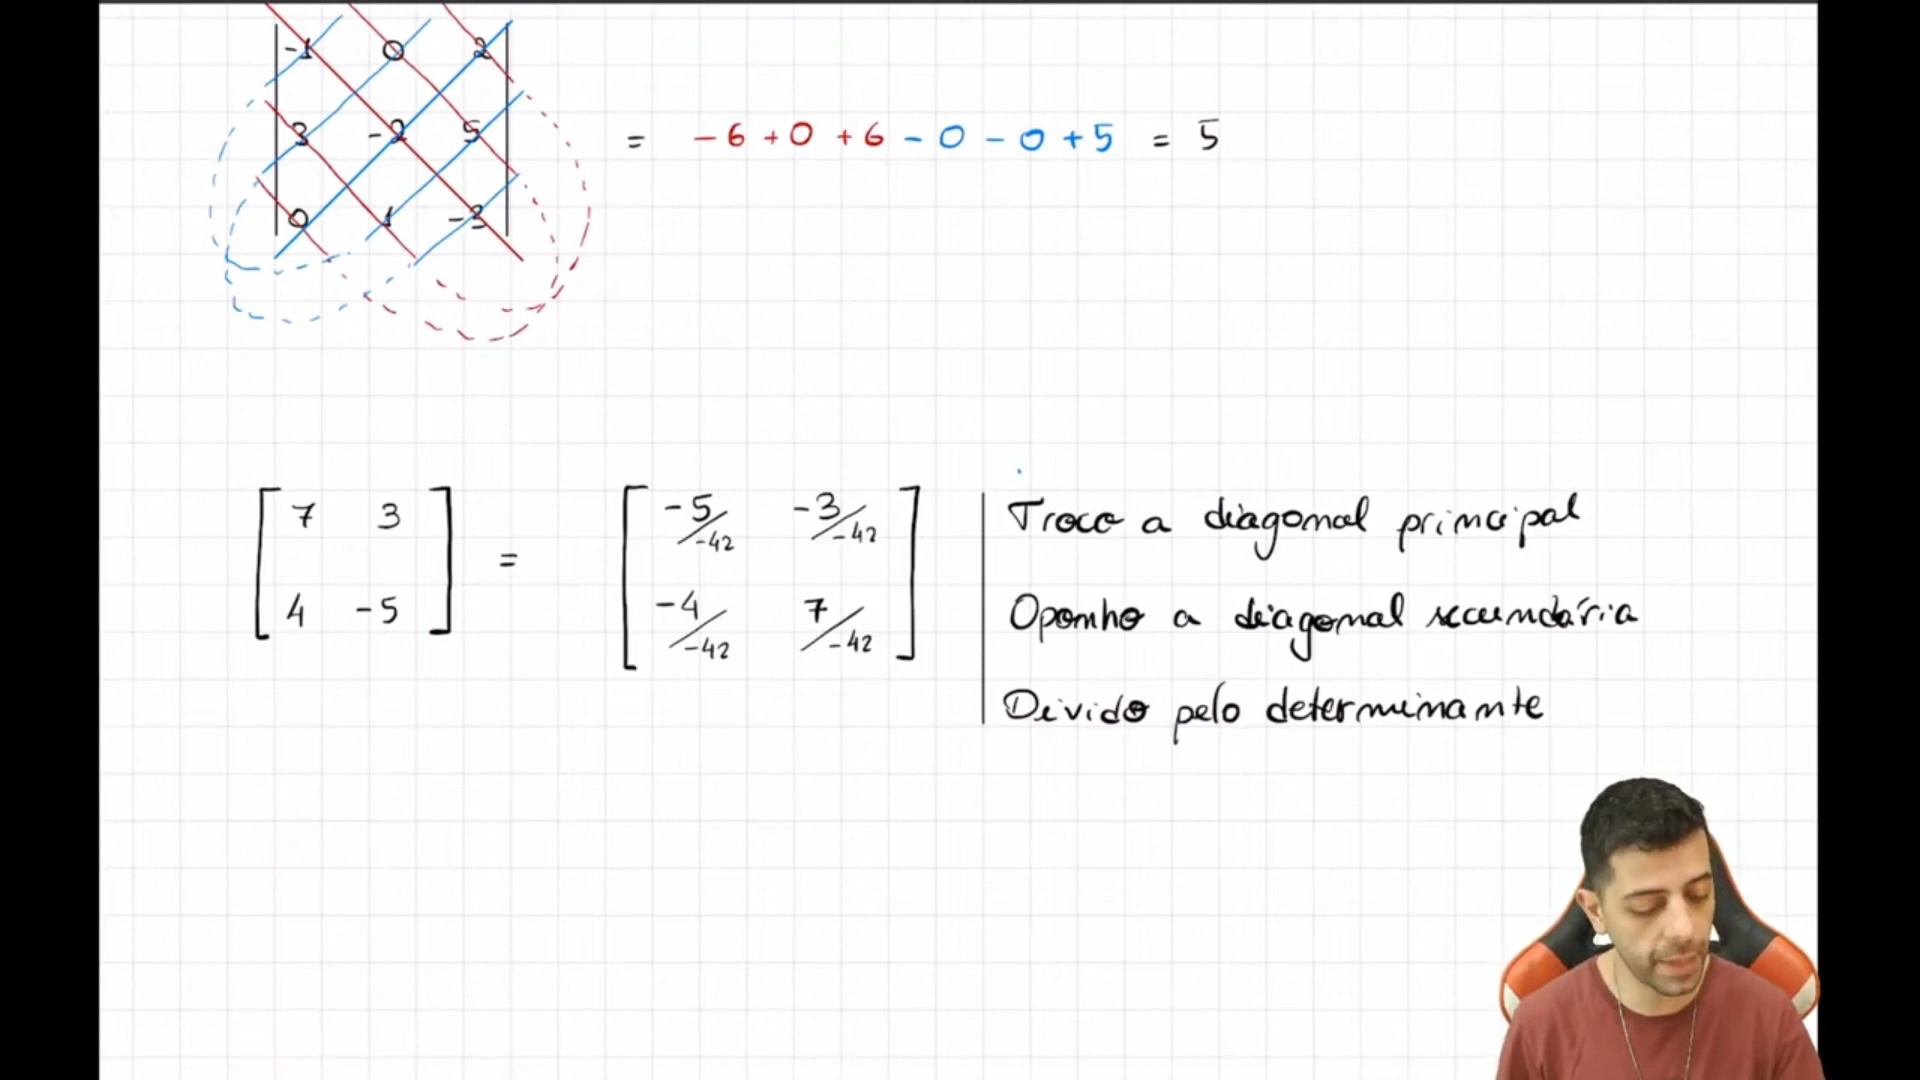 -1 0 2
3 -2 5 = -6 +0 +6 -0 -0 +5 = 5
0 1 -3
7 3 = -5/-42 -3/-42
4 -5 -4/-42 7/-42
Troco a diagonal principal
Oponho a diagonal secundária
Divido pelo determinante